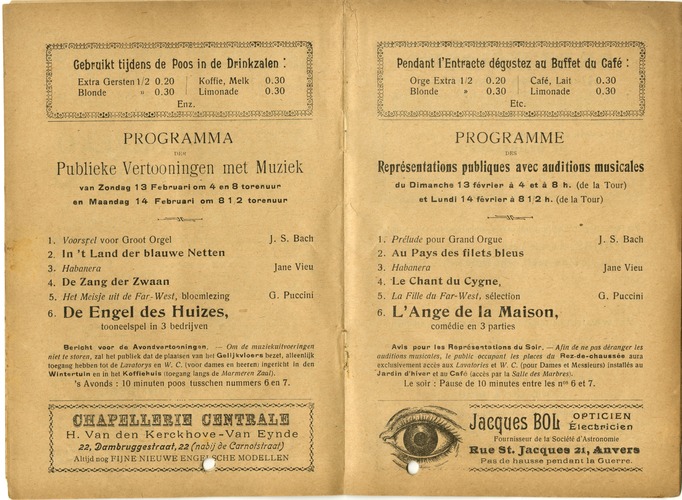 Gebruikt tijdens de Poos in de Drinkzalen :
Extra Gersten 1/2 0.20 Koffie, Melk 0.30
Blonde » 0.30 Limonade 0.30
Enz.
PROGRAMMA
DER
Publieke Vertooningen met Muziek
van Zondag 13 Februari om 4 en 8 torenuur
en Maandag 14 Februari om 8 1 2 torenuur
1. Voorspel voor Groot Orgel J. S. Bach
2. In 't Land der blauwe Netten
3. Habanera Jane Vieu
4. De Zang der Zwaan
5. Het Meisje uit de Far-West, bloemlezing G. Puccini
6. De Engel des Huizes,
tooneelspel in 3 bedrijven
Bericht voor de Avondvertooningen. — Om de muziekuitvoeringen
niet te storen, zal het publiek dat de plaatsen van het Gelijkvloers bezet, alleenlijk
toegang hebben tot de Lavatorys en W. C. (voor dames en heeren) ingericht in den
Wintertuin en in het Koffiehuis (toegang langs de Marmeren Zaal).
's Avonds : 10 minuten poos tusschen nummers 6 en 7.
CHAPELLERIE CENTRALE
H. Van den Kerckhove-Van Eynde
22, Dambruggestraat, 22 (nabij de Carnotstraat)
Altijd nog FIJNE NIEUWE ENGELSCHE MODELLEN
Pendant l'Entracte dégustez au Buffet du Café :
Orge Extra 1/2 0.20 Café, Lait 0.30
Blonde » 0.30 Limonade 0.30
Etc.
PROGRAMME
DES
Représentations publiques avec auditions musicales
du Dimanche 13 février à 4 et à 8 h. (de la Tour)
et Lundi 14 février à 8 1 2 h. (de la Tour)
1. Prélude pour Grand Orgue J. S. Bach
2. Au Pays des filets bleus
3. Habanera Jane Vieu
4. Le Chant du Cygne,
5. La Fille du Far-West, sélection G. Puccini
6. L'Ange de la Maison,
comédie en 3 parties
Avis pour les Représentations du Soir. — Afin de ne pas déranger les
auditions musicales, le public occupant les places du Rez-de-chaussée aura
exclusivement accès aux Lavatories et W. C. (pour Dames et Messieurs) installés au
Jardin d'hiver et au Café (accès par la Salle des Marbres).
Le soir : Pause de 10 minutes entre les nos 6 et 7.
Jacques BOL OPTICIEN
Électricien
Fournisseur de la Société d'Astronomie
Rue St. Jacques 21, Anvers
Pas de hausse pendant la Guerre.